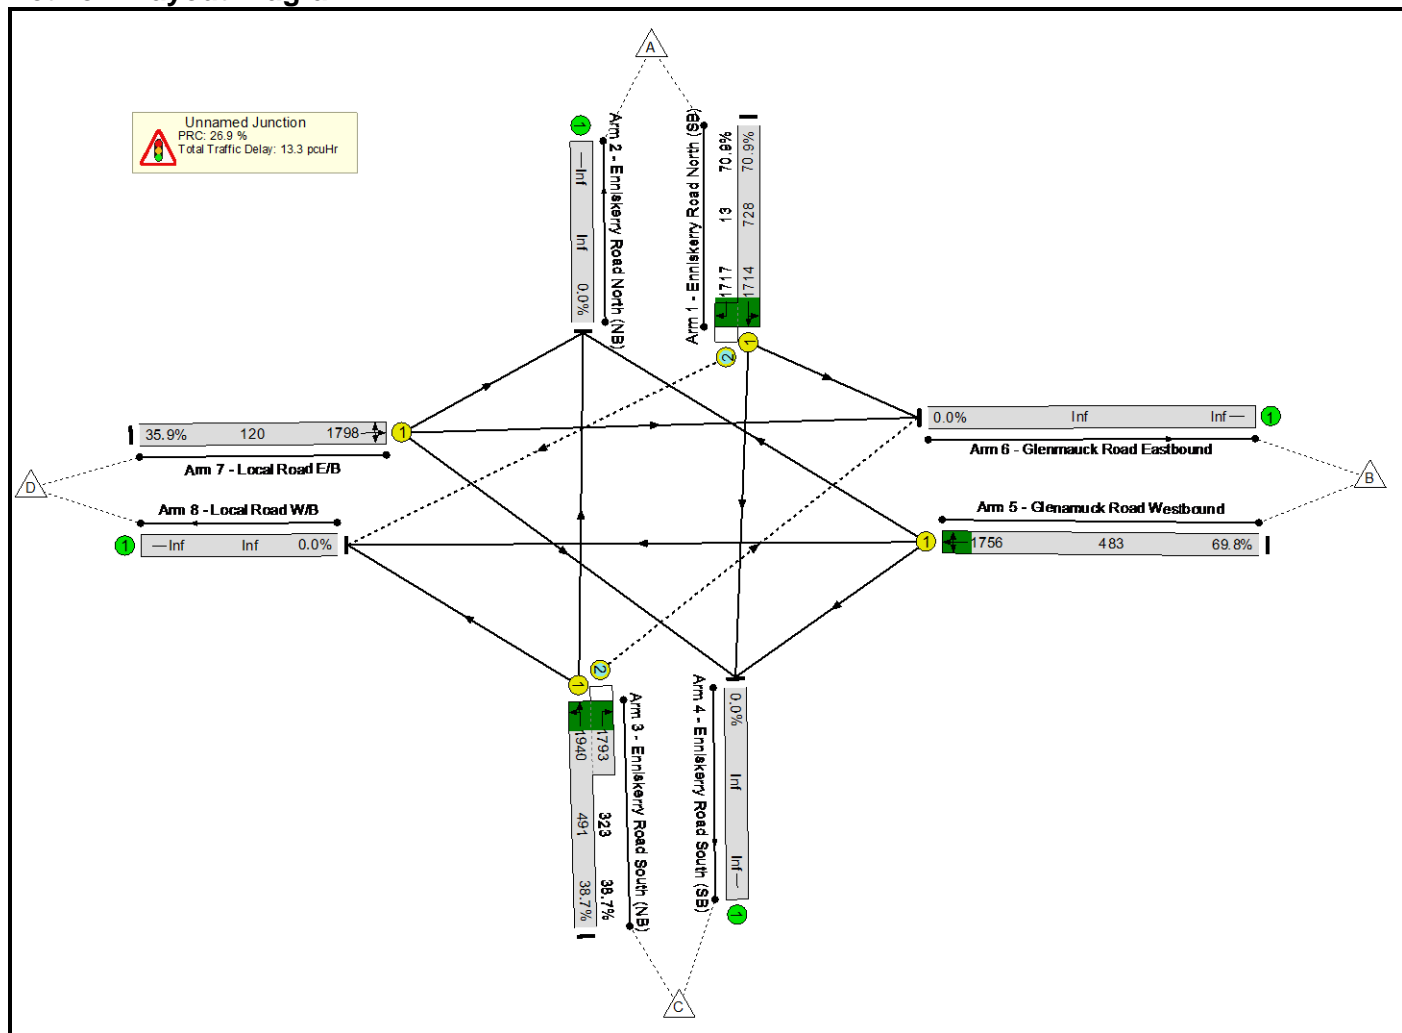 A
Unnamed Junction
PRC: 26.9 %
Total Traffic Delay: 13.3 pcuHr
1
Inf
Inf
0.0%
Arm 2 - Enniskerry Road North (NB)
Arm 1 - Enniskerry Road North (SB)
70.9%
13
1717
70.9%
728
1714
2
1
35.9% 120 1798
1
Arm 7 - Local Road E/B
0.0% Inf Inf
1
Arm 6 - Glenmauck Road Eastbound
D
B
Arm 8 - Local Road W/B
1
Inf Inf 0.0%
Arm 5 - Glenamuck Road Westbound
1
1756 483 69.8%
1
2
1940
491
38.7%
1793
323
38.7%
Arm 3 - Enniskerry Road South (NB)
Arm 4 - Enniskerry Road South (SB)
0.0%
Inf
Inf
1
C